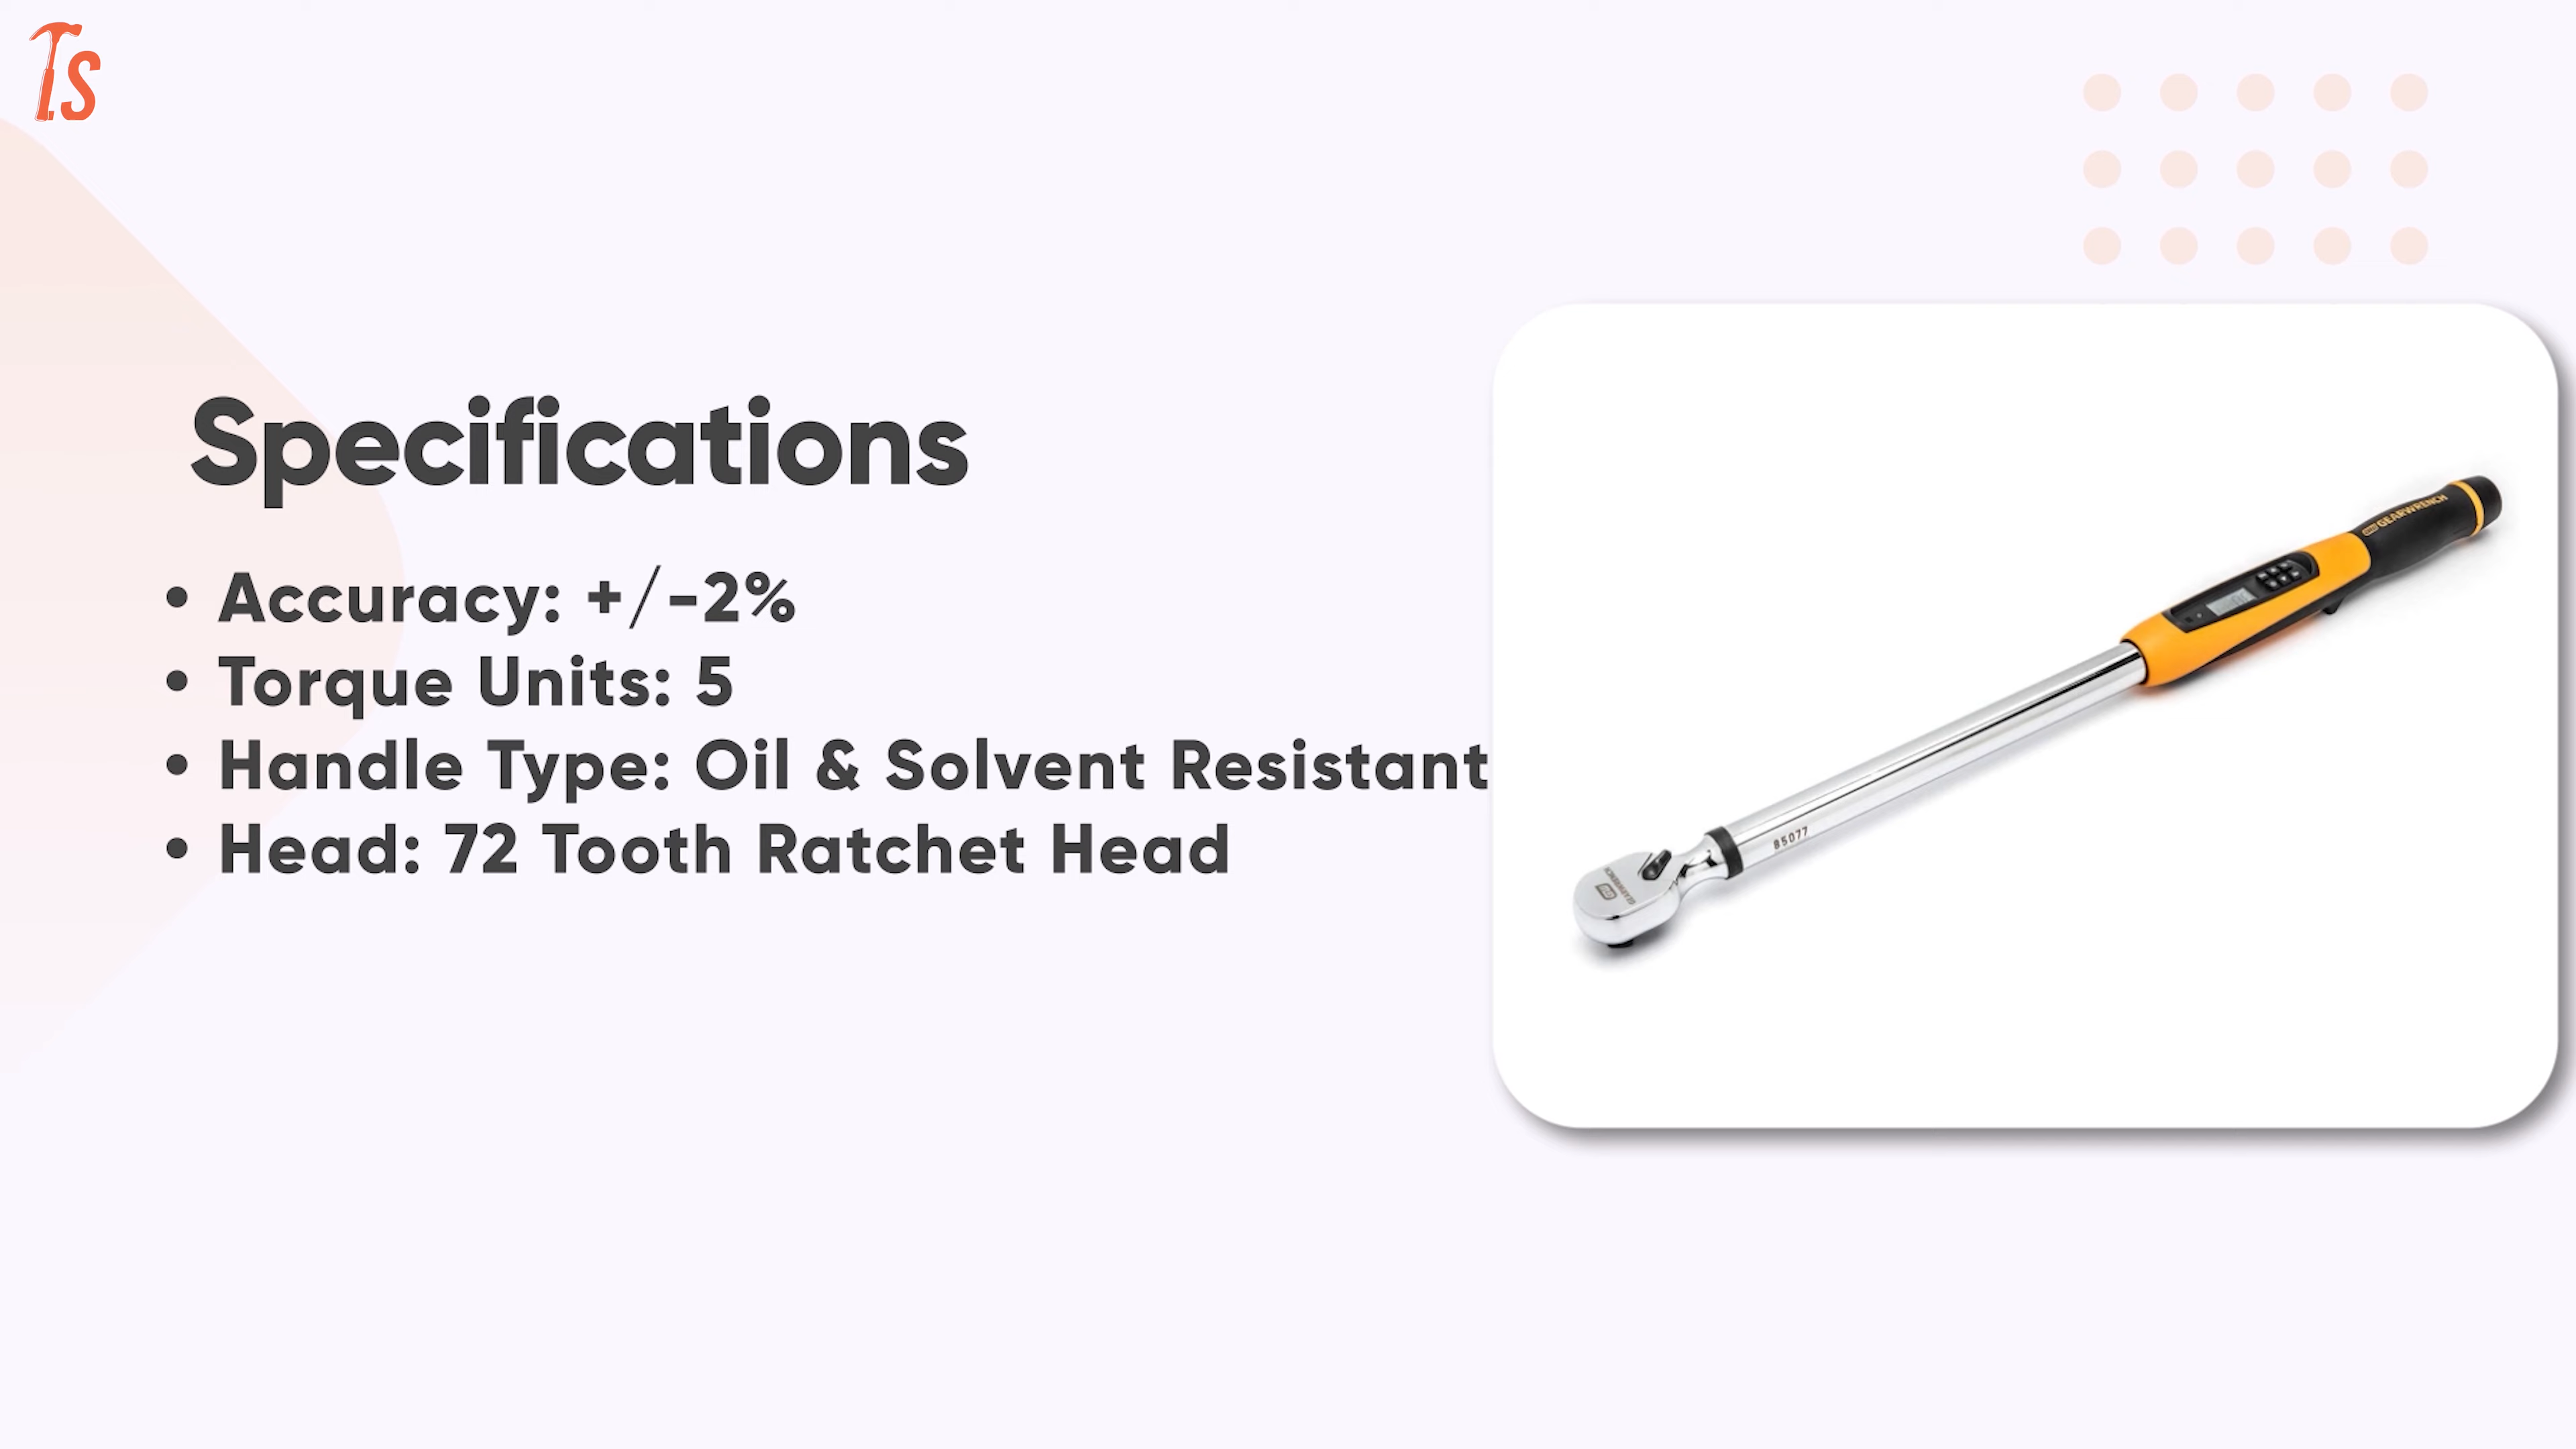 TS
Specifications
• Accuracy: +/-2%
• Torque Units: 5
• Handle Type: Oil & Solvent Resistant
• Head: 72 Tooth Ratchet Head
GEARWRENCH
85077
GEARWRENCH